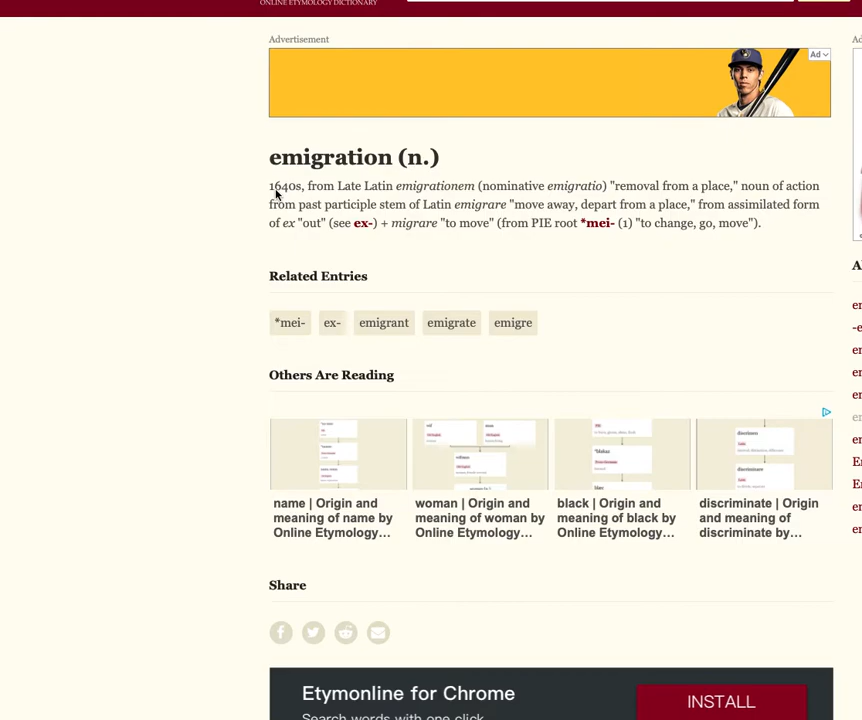 ONLINE ETYMOLOGY DICTIONARY
Advertisement
Ad
emigration (n.)
1640s, from Late Latin emigrationem (nominative emigratio) "removal from a place," noun of action
from past participle stem of Latin emigrare "move away, depart from a place," from assimilated form
of ex "out" (see ex-) + migrare "to move" (from PIE root *mei- (1) "to change, go, move").
Related Entries
*mei- ex- emigrant emigrate emigre
Others Are Reading
name | Origin and woman | Origin and black | Origin and discriminate | Origin
meaning of name by meaning of woman by meaning of black by and meaning of
Online Etymology... Online Etymology... Online Etymology... discriminate by...
Share
Etymonline for Chrome
INSTALL
Search words with one click